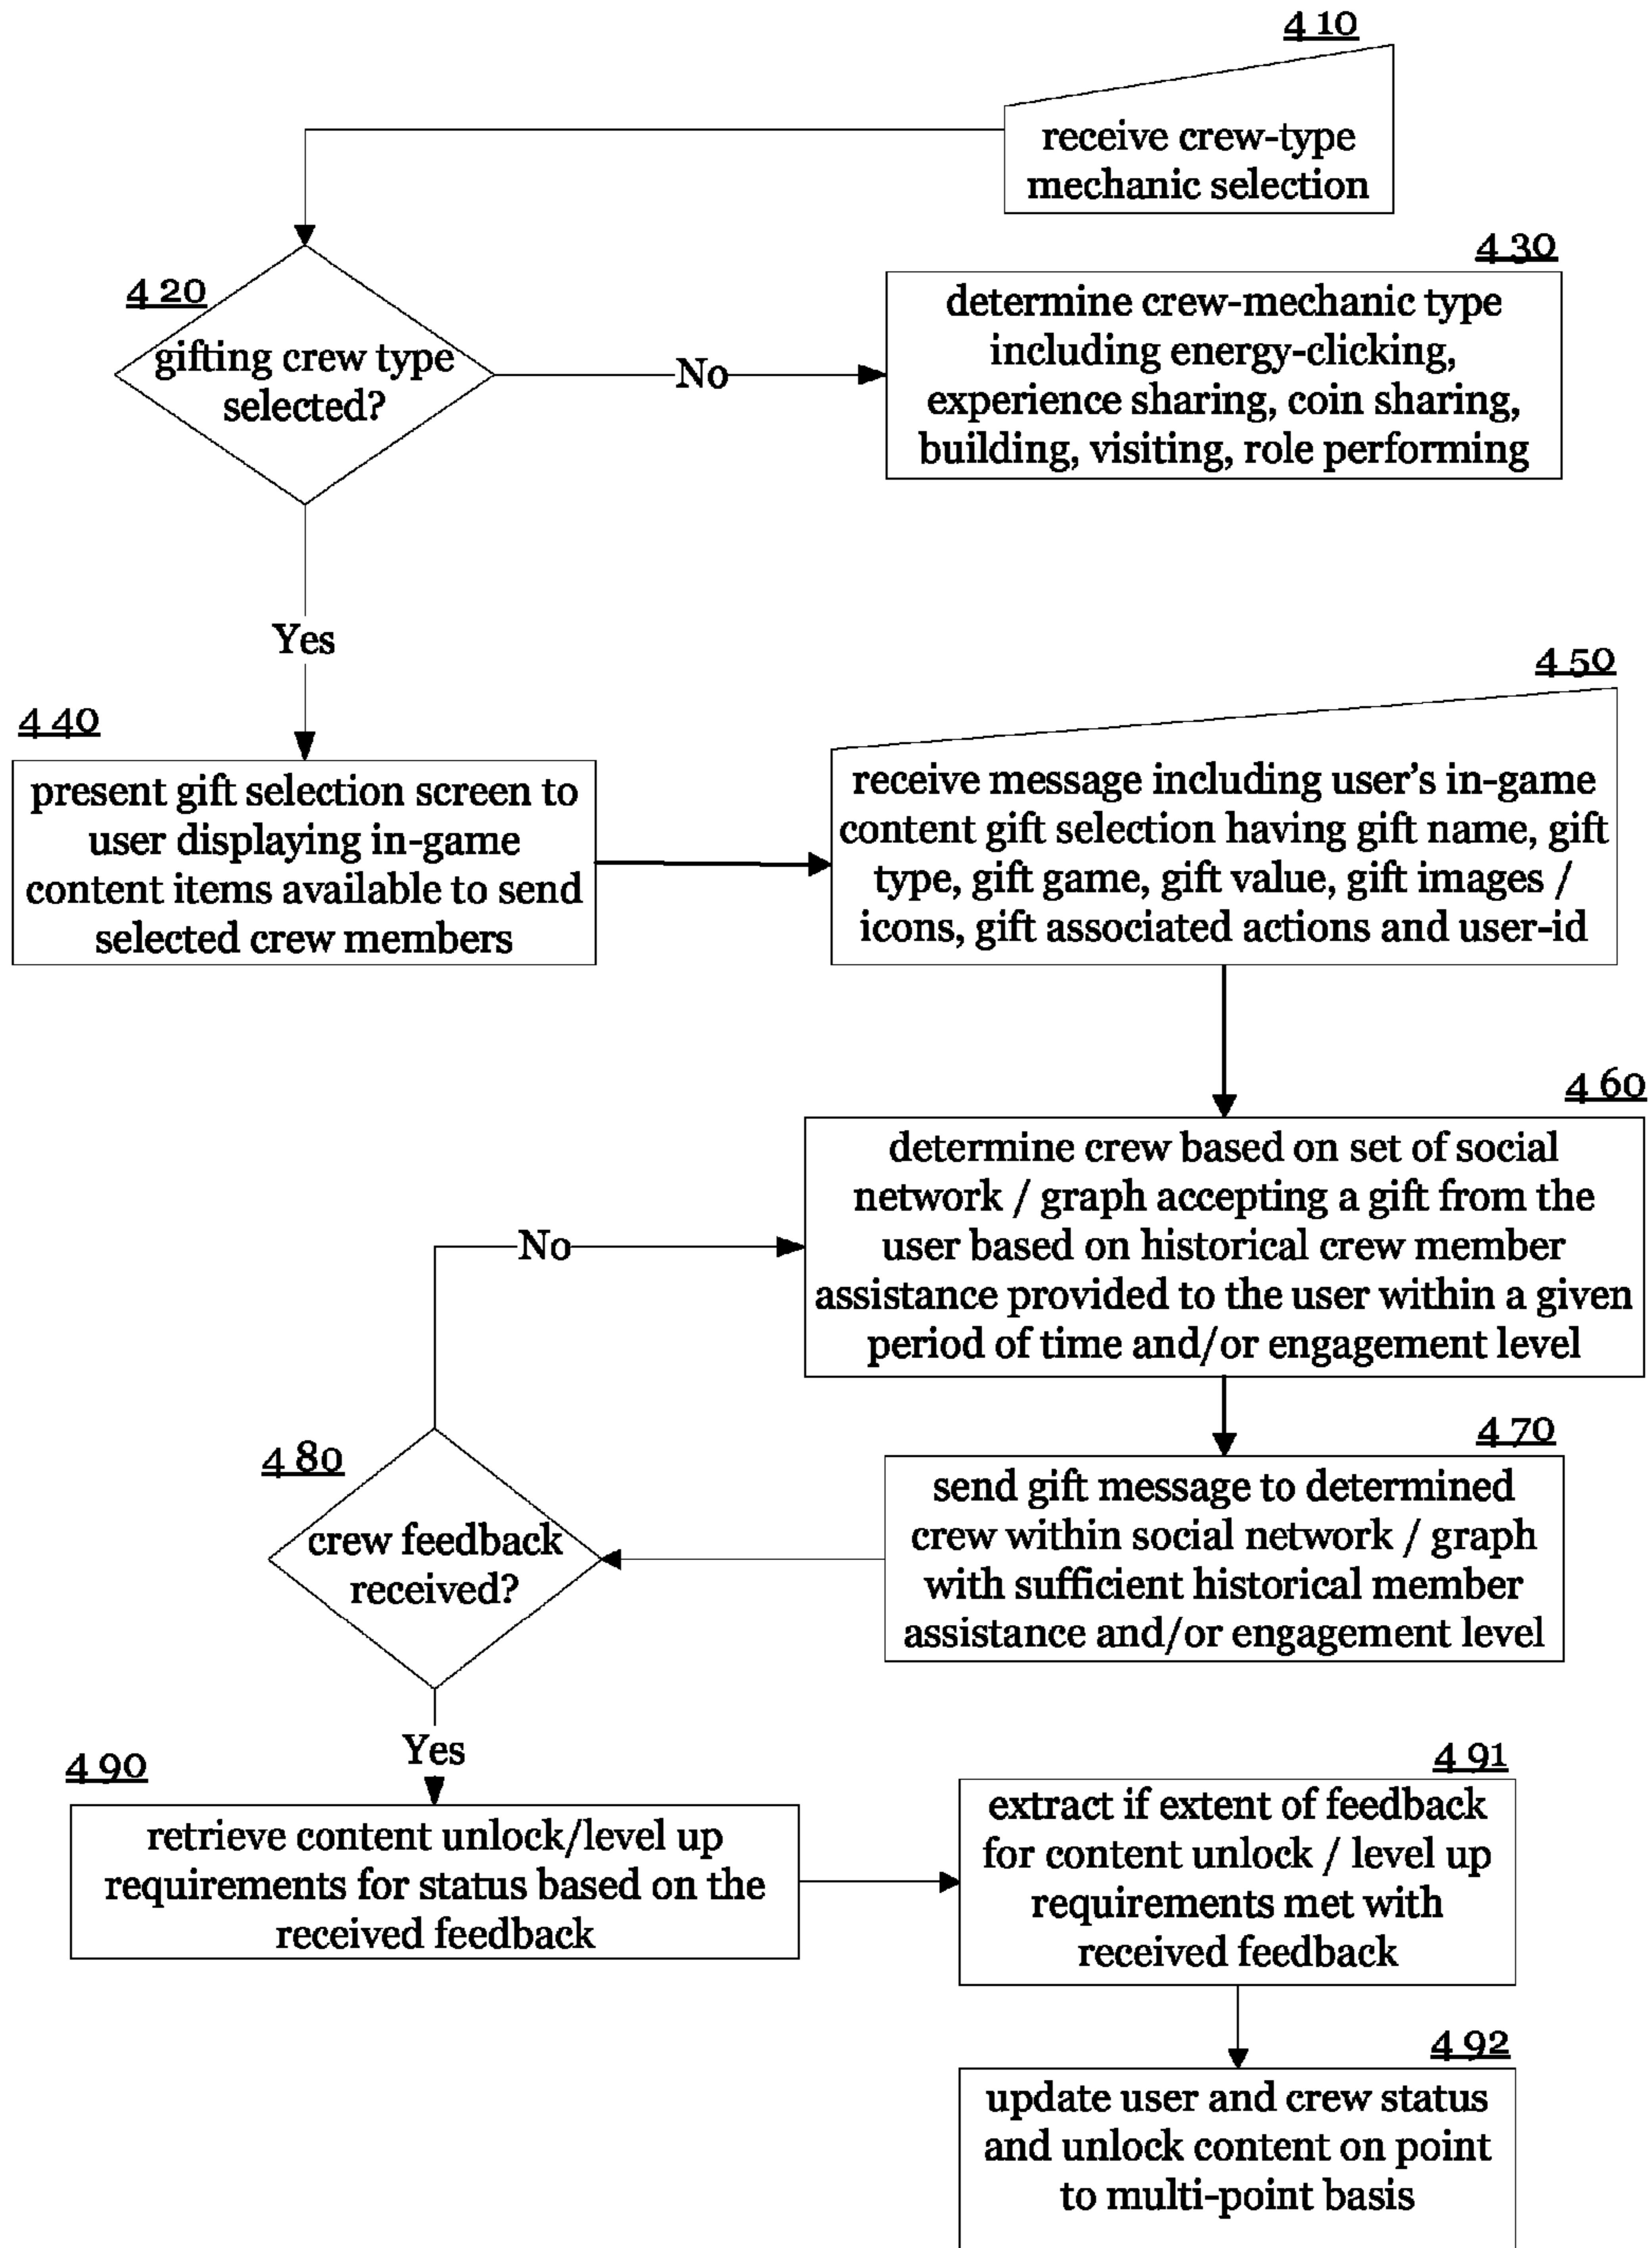 4 10
receive crew-type
mechanic selection
4 20
gifting crew type
selected?
No
4 30
determine crew-mechanic type
including energy-clicking,
experience sharing, coin sharing,
building, visiting, role performing
Yes
4 40
present gift selection screen to
user displaying in-game
content items available to send
selected crew members
4 50
receive message including user's in-game
content gift selection having gift name, gift
type, gift game, gift value, gift images /
icons, gift associated actions and user-id
4 60
determine crew based on set of social
network / graph accepting a gift from the
user based on historical crew member
assistance provided to the user within a given
period of time and/or engagement level
No
4 70
send gift message to determined
crew within social network / graph
with sufficient historical member
assistance and/or engagement level
4 80
crew feedback
received?
Yes
4 90
retrieve content unlock/level up
requirements for status based on the
received feedback
4 91
extract if extent of feedback
for content unlock / level up
requirements met with
received feedback
4 92
update user and crew status
and unlock content on point
to multi-point basis